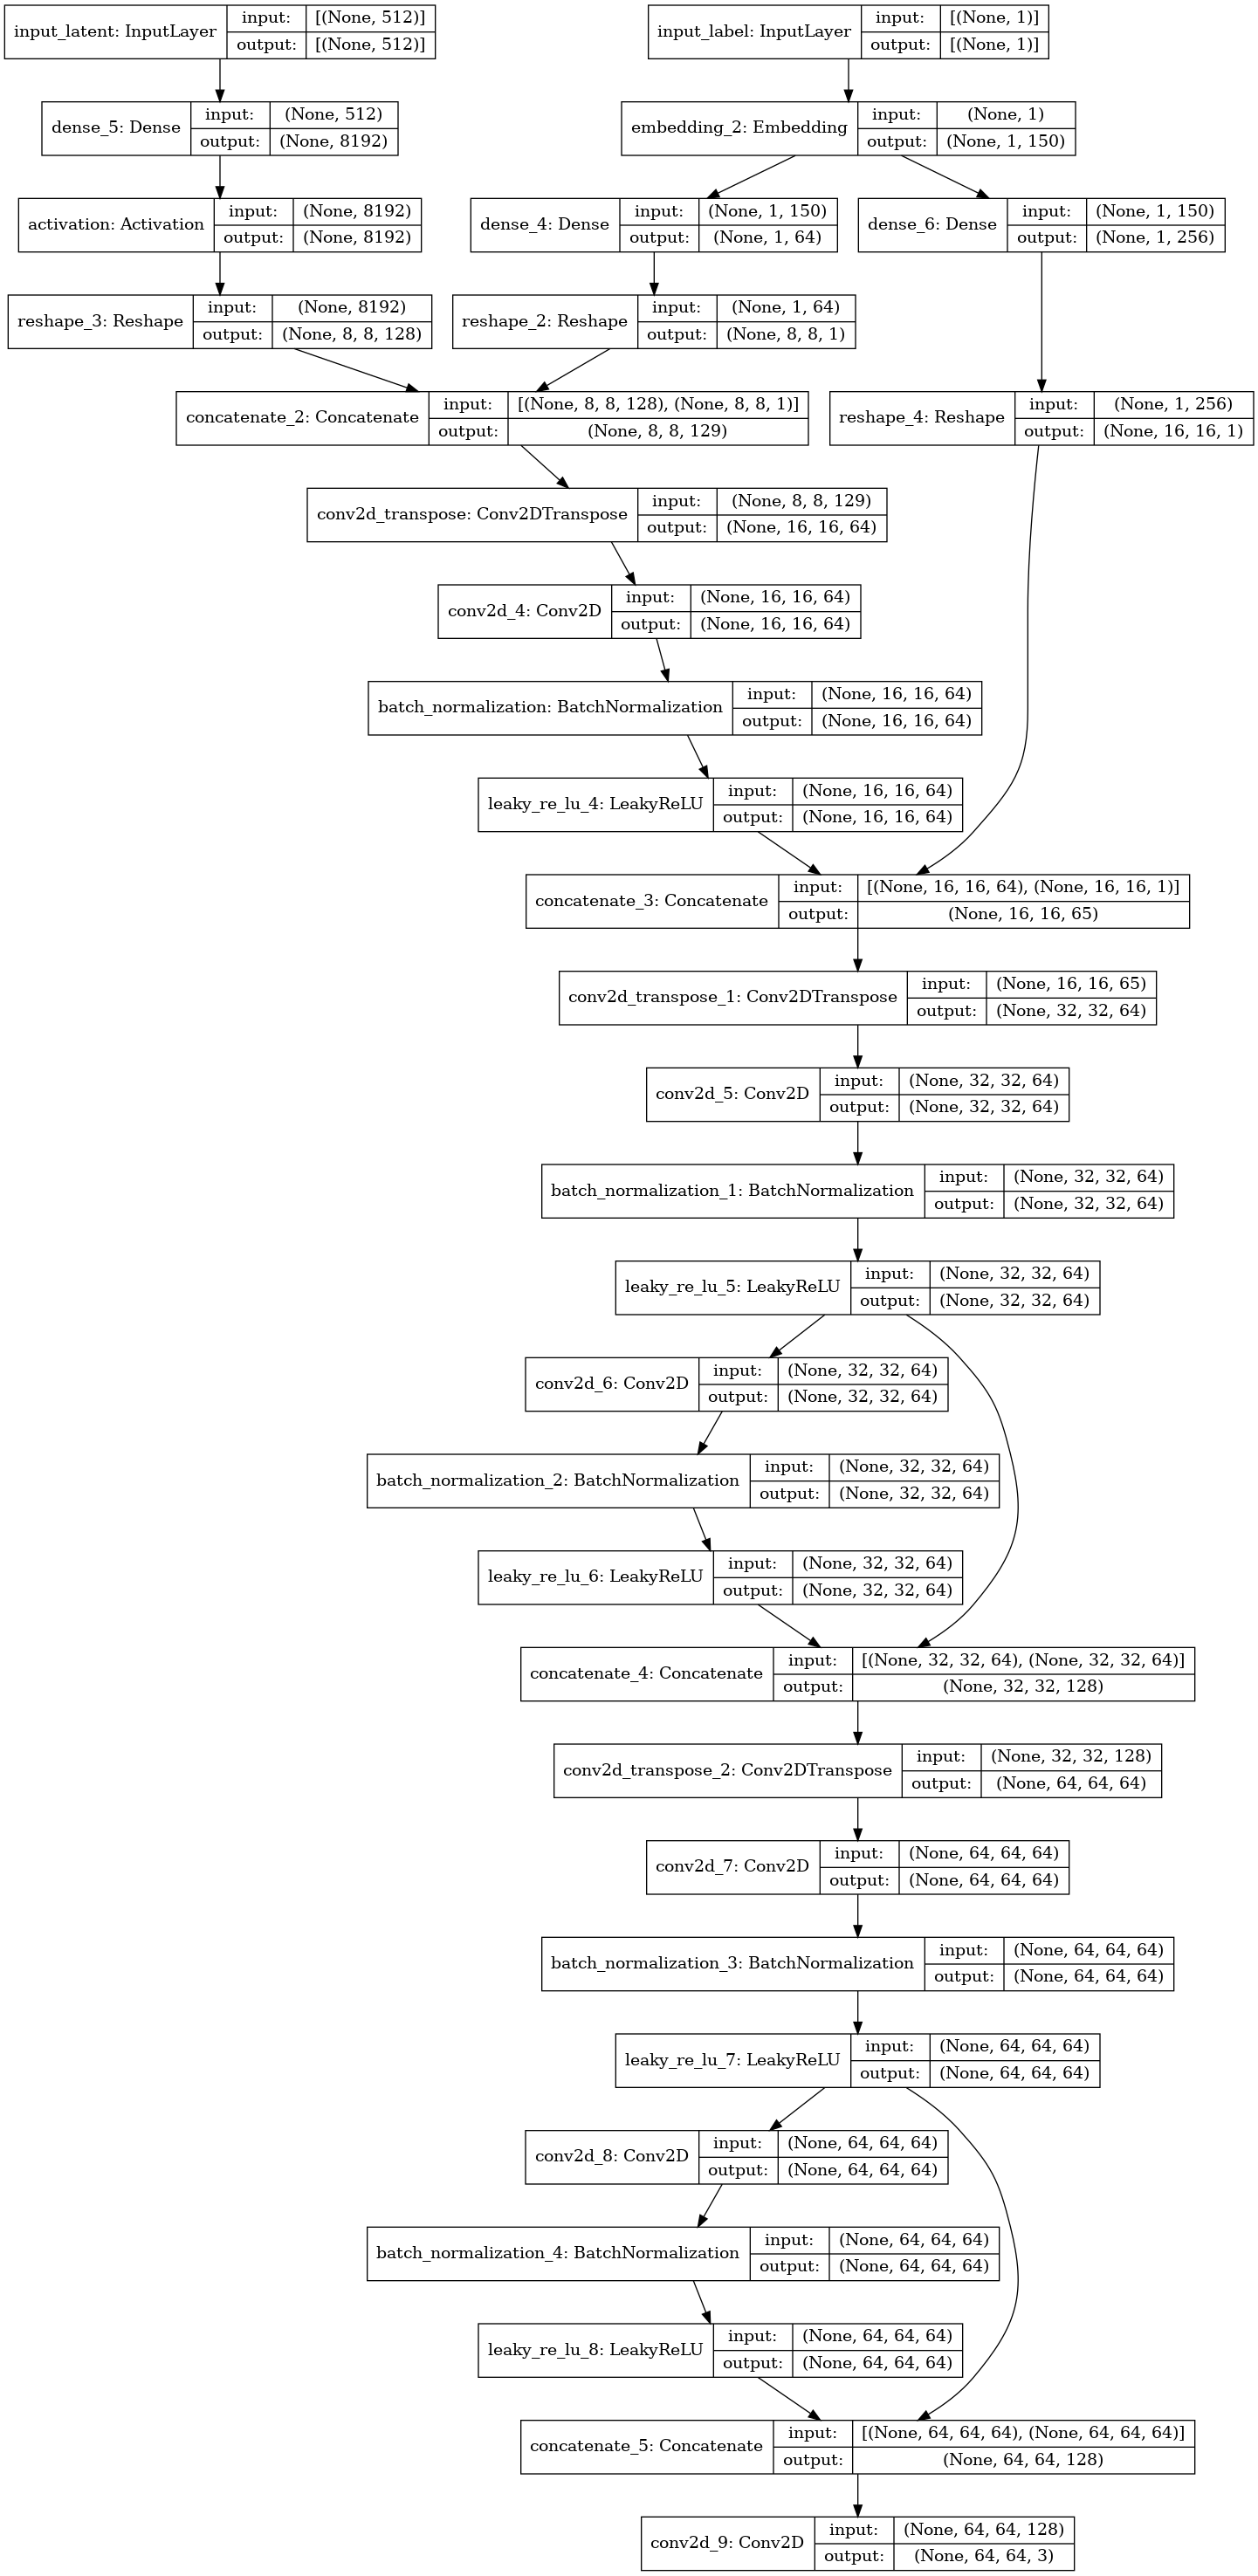 input_latent: InputLayer
input: [(None, 512)]
output: [(None, 512)]
input_label: InputLayer
input: [(None, 1)]
output: [(None, 1)]
dense_5: Dense
input: (None, 512)
output: (None, 8192)
embedding_2: Embedding
input: (None, 1)
output: (None, 1, 150)
activation: Activation
input: (None, 8192)
output: (None, 8192)
dense_4: Dense
input: (None, 1, 150)
output: (None, 1, 64)
dense_6: Dense
input: (None, 1, 150)
output: (None, 1, 256)
reshape_3: Reshape
input: (None, 8192)
output: (None, 8, 8, 128)
reshape_2: Reshape
input: (None, 1, 64)
output: (None, 8, 8, 1)
concatenate_2: Concatenate
input: [(None, 8, 8, 128), (None, 8, 8, 1)]
output: (None, 8, 8, 129)
reshape_4: Reshape
input: (None, 1, 256)
output: (None, 16, 16, 1)
conv2d_transpose: Conv2DTranspose
input: (None, 8, 8, 129)
output: (None, 16, 16, 64)
conv2d_4: Conv2D
input: (None, 16, 16, 64)
output: (None, 16, 16, 64)
batch_normalization: BatchNormalization
input: (None, 16, 16, 64)
output: (None, 16, 16, 64)
leaky_re_lu_4: LeakyReLU
input: (None, 16, 16, 64)
output: (None, 16, 16, 64)
concatenate_3: Concatenate
input: [(None, 16, 16, 64), (None, 16, 16, 1)]
output: (None, 16, 16, 65)
conv2d_transpose_1: Conv2DTranspose
input: (None, 16, 16, 65)
output: (None, 32, 32, 64)
conv2d_5: Conv2D
input: (None, 32, 32, 64)
output: (None, 32, 32, 64)
batch_normalization_1: BatchNormalization
input: (None, 32, 32, 64)
output: (None, 32, 32, 64)
leaky_re_lu_5: LeakyReLU
input: (None, 32, 32, 64)
output: (None, 32, 32, 64)
conv2d_6: Conv2D
input: (None, 32, 32, 64)
output: (None, 32, 32, 64)
batch_normalization_2: BatchNormalization
input: (None, 32, 32, 64)
output: (None, 32, 32, 64)
leaky_re_lu_6: LeakyReLU
input: (None, 32, 32, 64)
output: (None, 32, 32, 64)
concatenate_4: Concatenate
input: [(None, 32, 32, 64), (None, 32, 32, 64)]
output: (None, 32, 32, 128)
conv2d_transpose_2: Conv2DTranspose
input: (None, 32, 32, 128)
output: (None, 64, 64, 64)
conv2d_7: Conv2D
input: (None, 64, 64, 64)
output: (None, 64, 64, 64)
batch_normalization_3: BatchNormalization
input: (None, 64, 64, 64)
output: (None, 64, 64, 64)
leaky_re_lu_7: LeakyReLU
input: (None, 64, 64, 64)
output: (None, 64, 64, 64)
conv2d_8: Conv2D
input: (None, 64, 64, 64)
output: (None, 64, 64, 64)
batch_normalization_4: BatchNormalization
input: (None, 64, 64, 64)
output: (None, 64, 64, 64)
leaky_re_lu_8: LeakyReLU
input: (None, 64, 64, 64)
output: (None, 64, 64, 64)
concatenate_5: Concatenate
input: [(None, 64, 64, 64), (None, 64, 64, 64)]
output: (None, 64, 64, 128)
conv2d_9: Conv2D
input: (None, 64, 64, 128)
output: (None, 64, 64, 3)